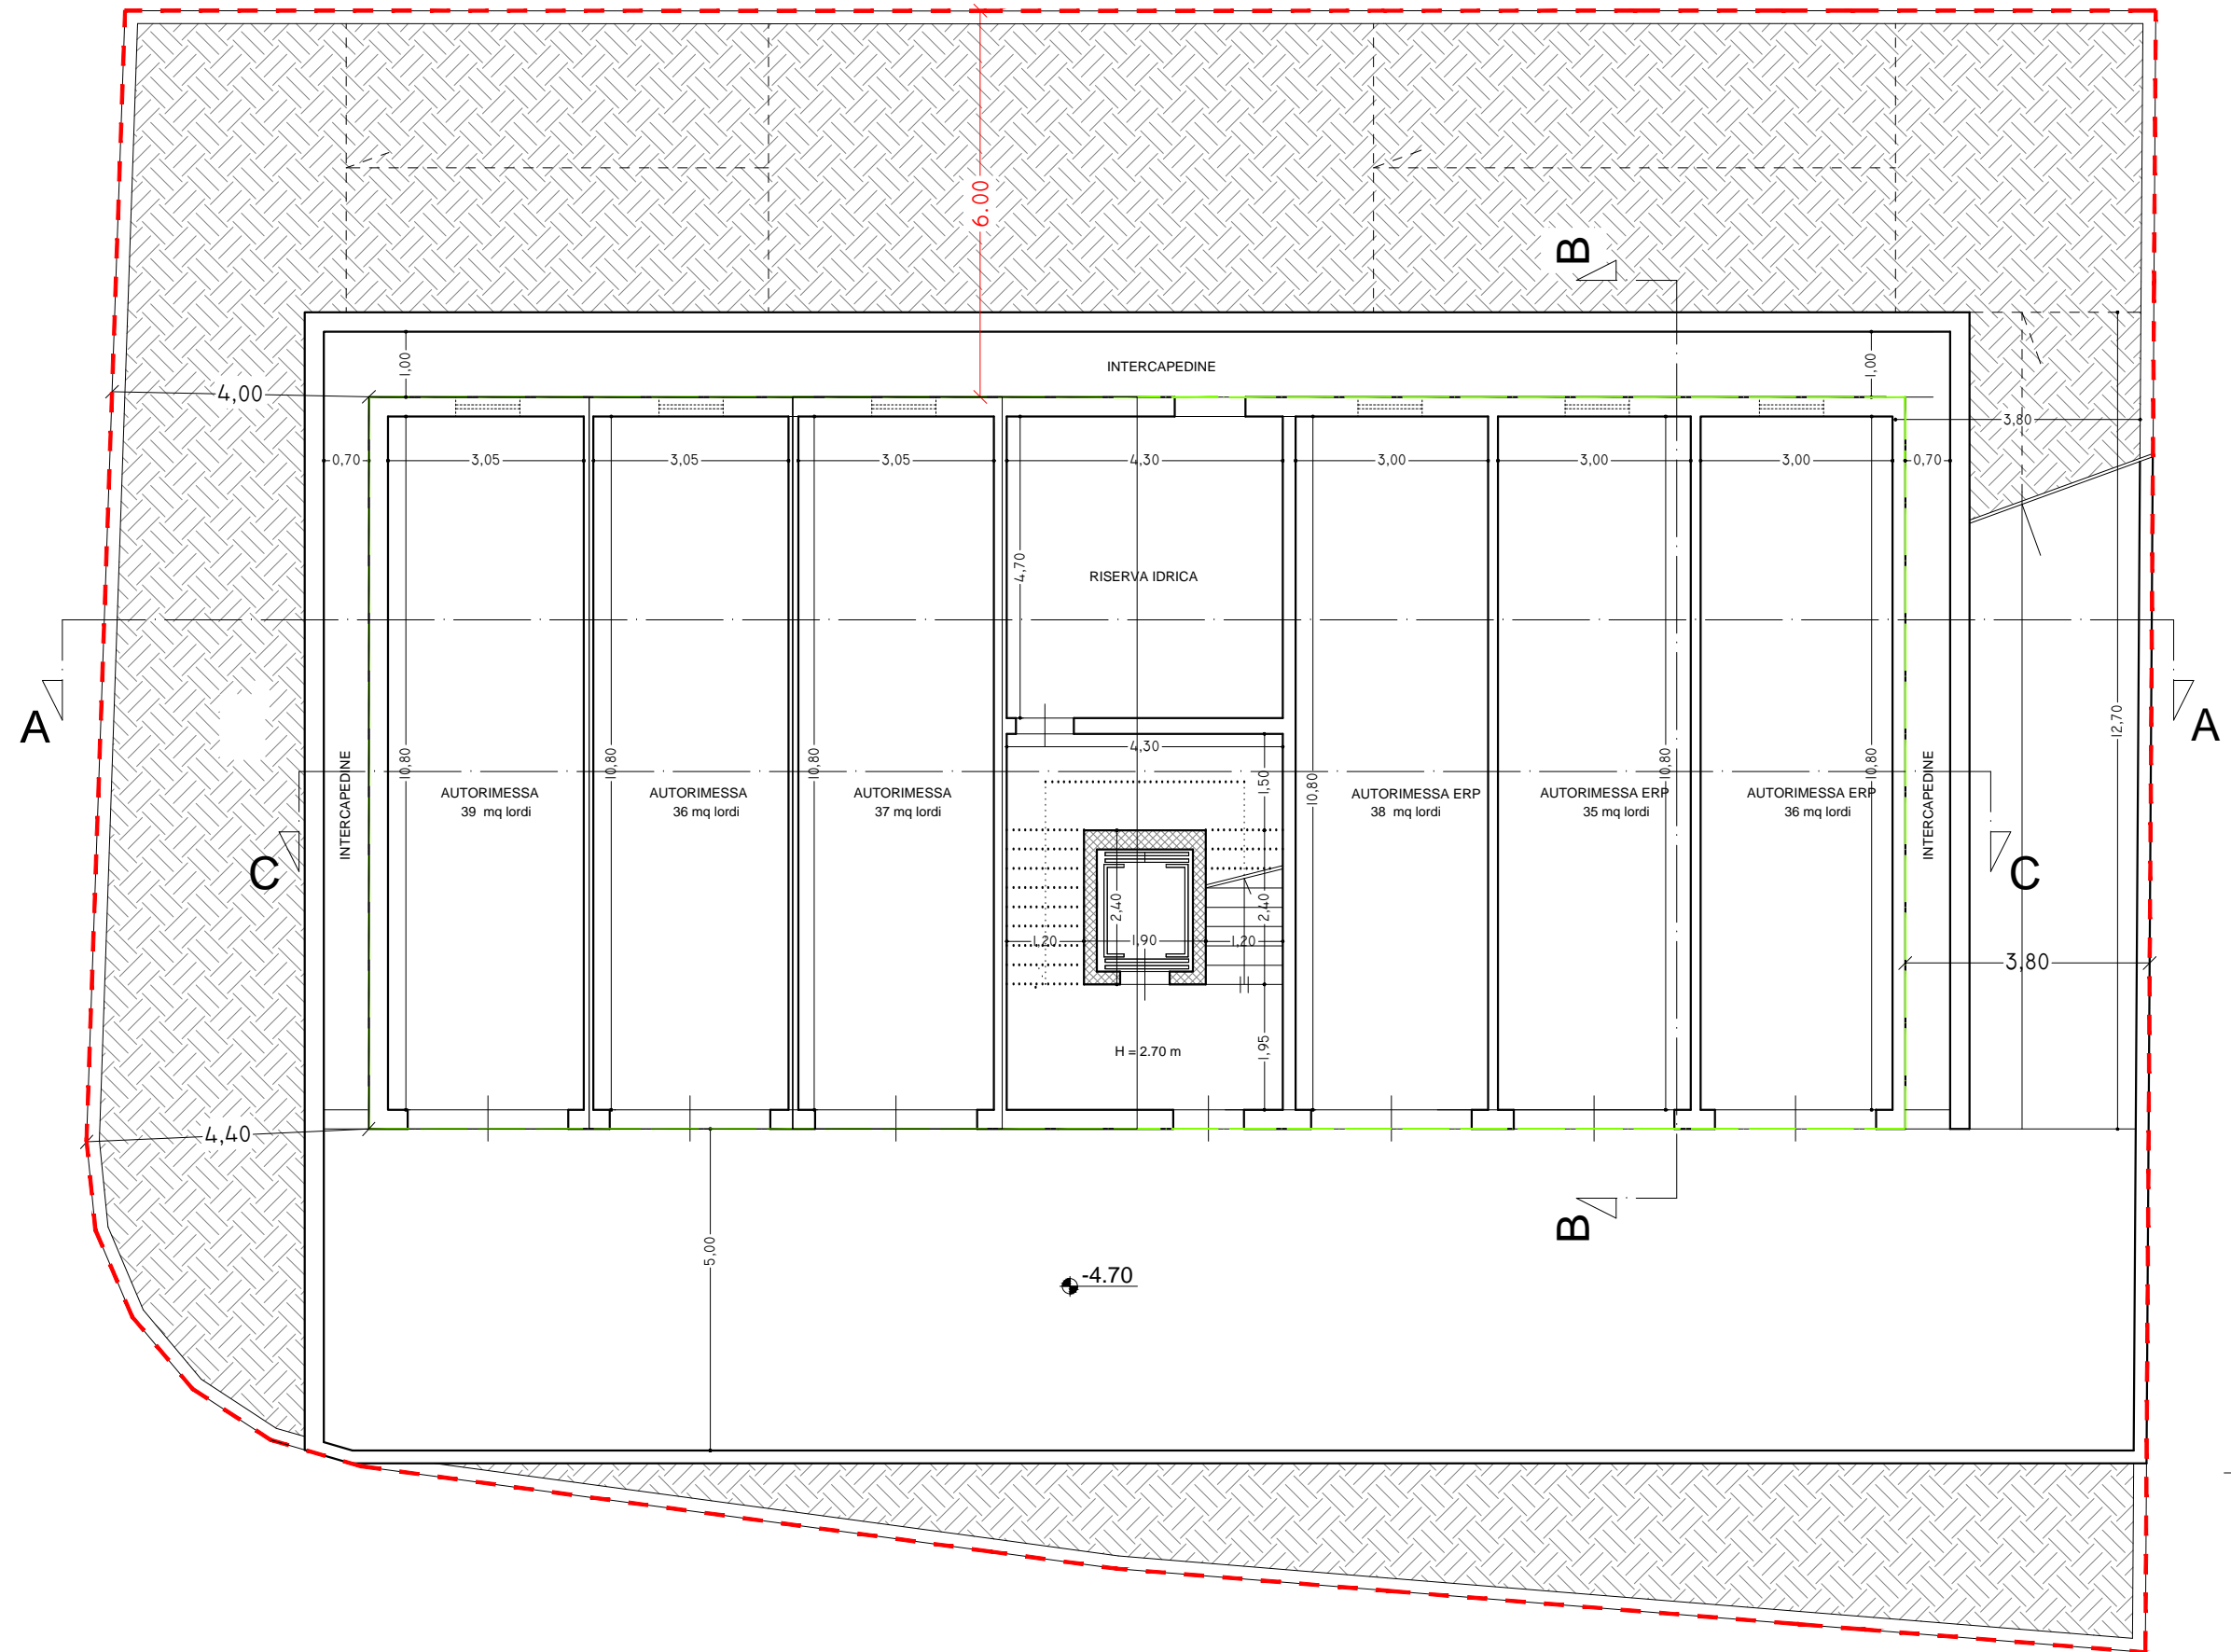 6.00
B
INTERCAPEDINE
1,00
1,00
4,00
3,80
0,70
3,05
3,05
3,05
4,30
3,00
3,00
3,00
0,70
4,70
RISERVA IDRICA
A
A
12,70
4,30
INTERCAPEDINE
10,80
10,80
10,80
1,50
10,80
10,80
10,80
INTERCAPEDINE
AUTORIMESSA
39 mq lordi
AUTORIMESSA
36 mq lordi
AUTORIMESSA
37 mq lordi
AUTORIMESSA ERP
38 mq lordi
AUTORIMESSA ERP
35 mq lordi
AUTORIMESSA ERP
36 mq lordi
C
C
2,40
2,40
1,20
1,90
1,20
3,80
H = 2.70 m
1,95
4,40
B
5,00
-4.70